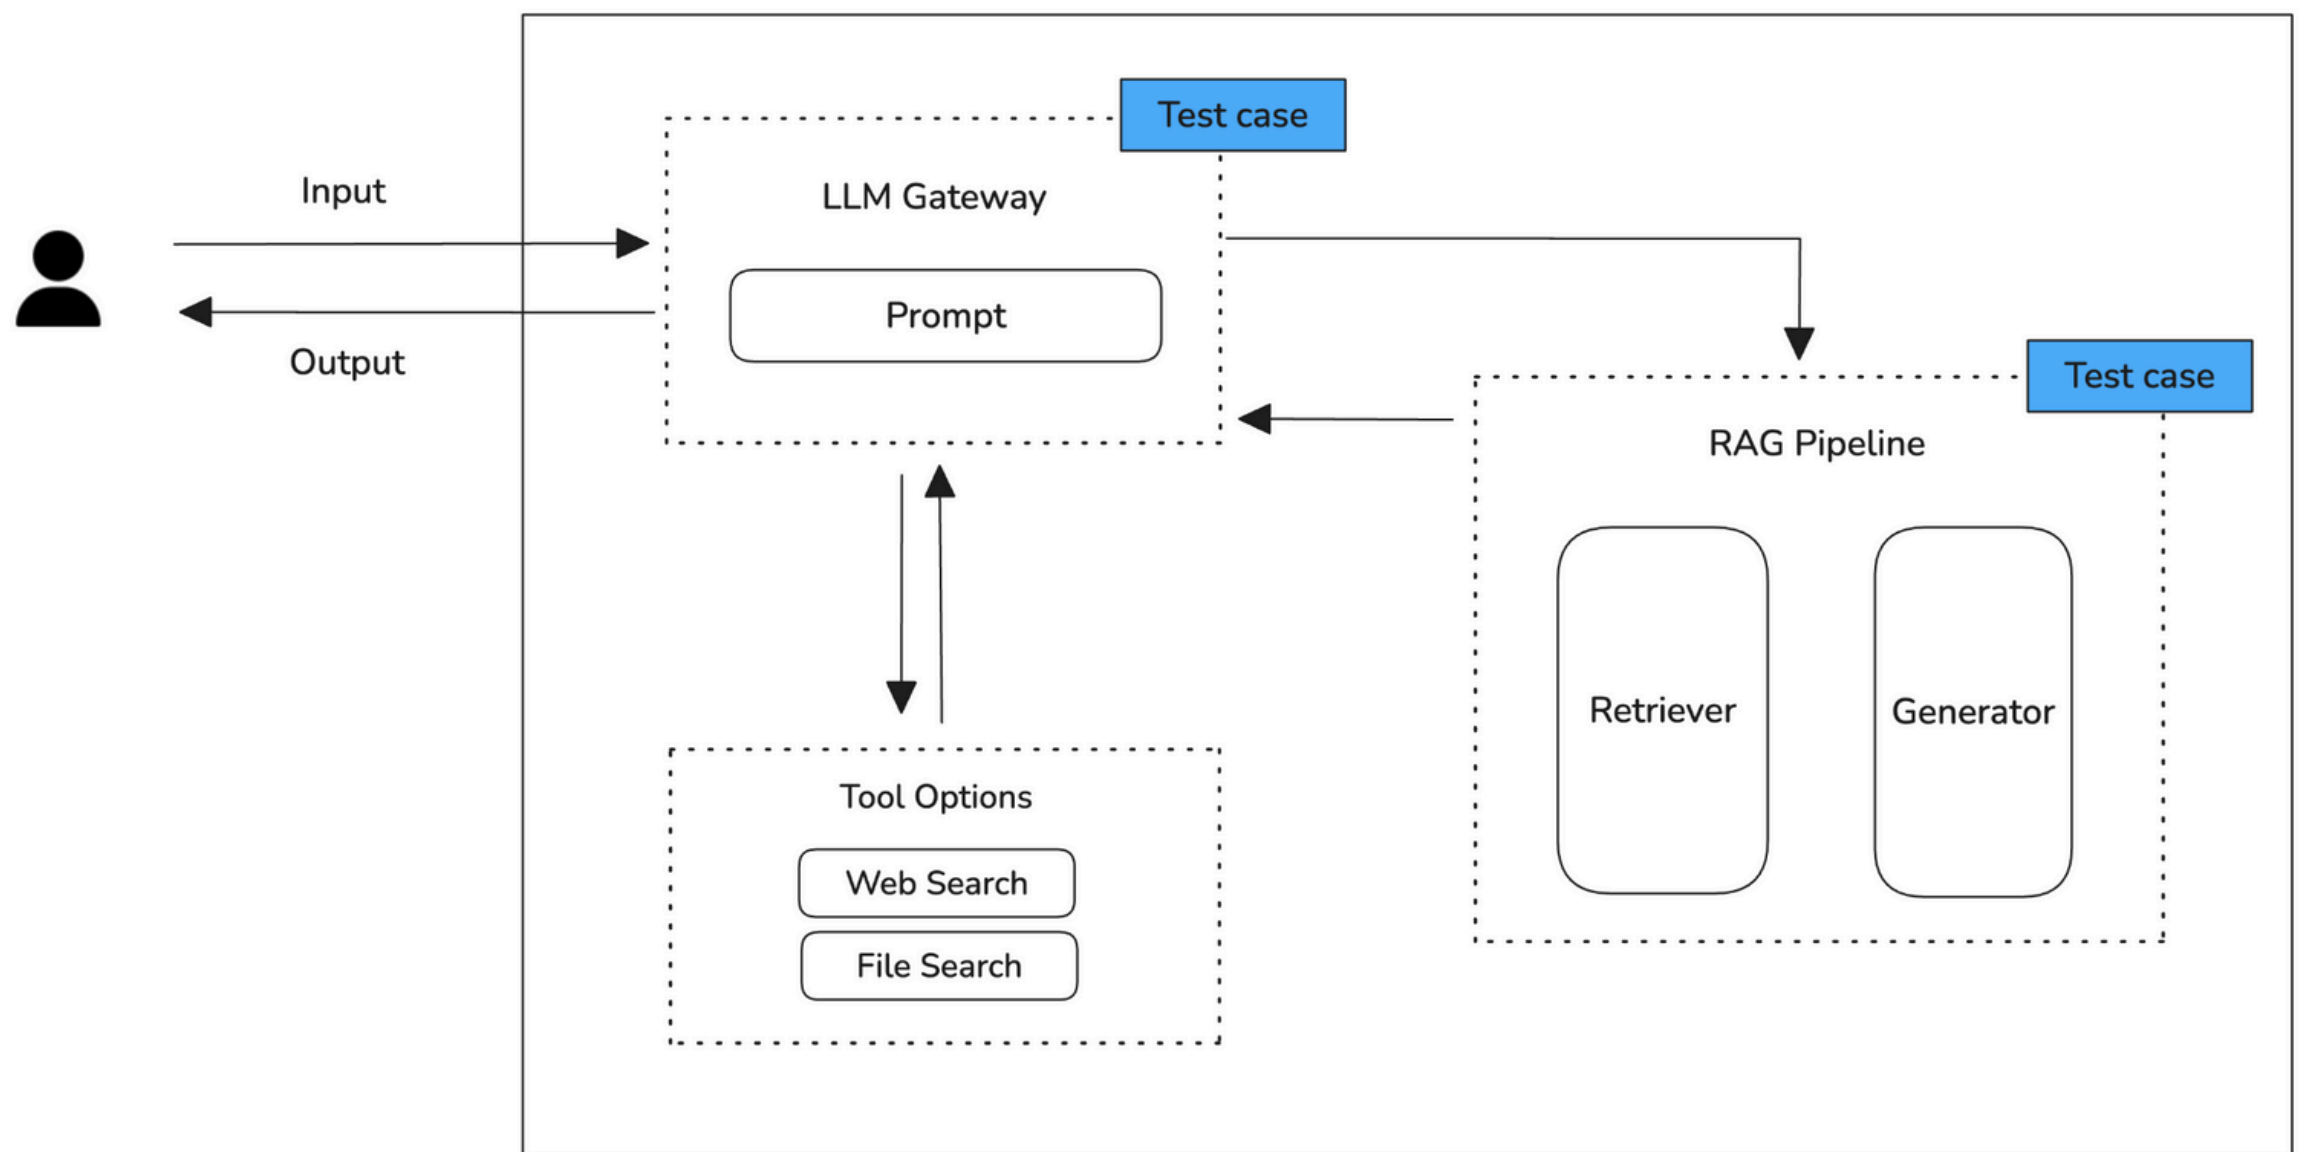 Test case
Input
LLM Gateway
Prompt
Output
Test case
RAG Pipeline
Retriever
Generator
Tool Options
Web Search
File Search